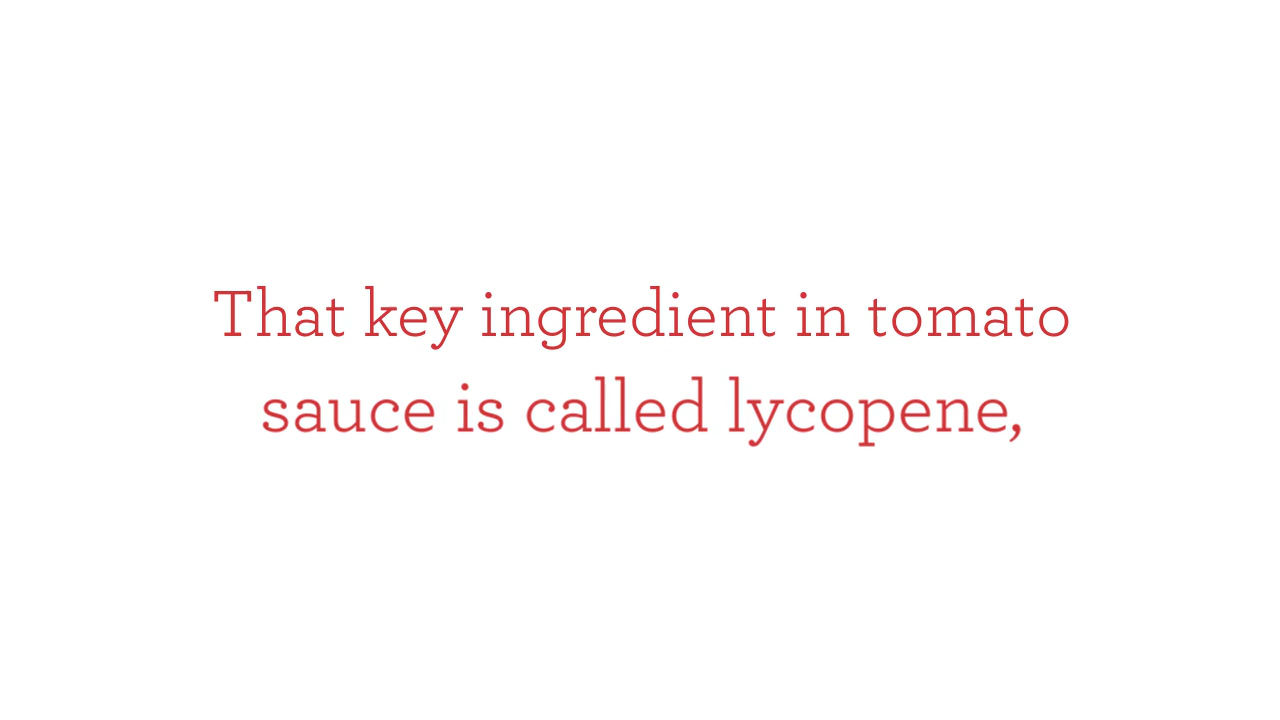 That key ingredient in tomato
sauce is called lycopene,